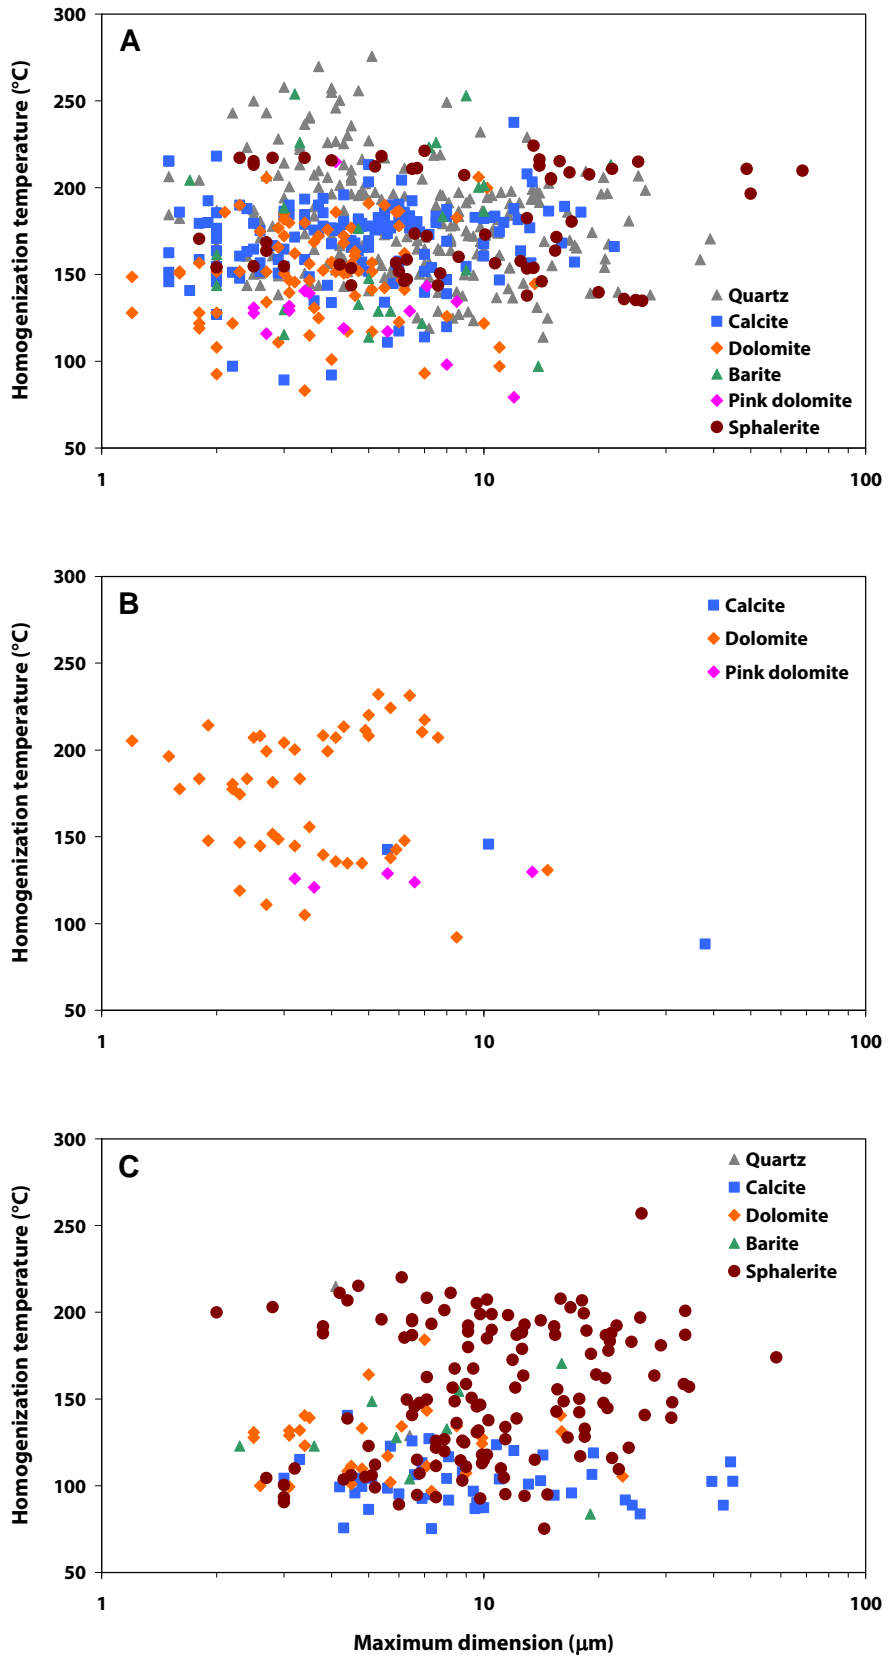 A
Homogenization temperature (°C)
300
250
200
150
100
50
1
10
100
Quartz
Calcite
Dolomite
Barite
Pink dolomite
Sphalerite
B
Homogenization temperature (°C)
300
250
200
150
100
50
1
10
100
Calcite
Dolomite
Pink dolomite
C
Homogenization temperature (°C)
300
250
200
150
100
50
1
10
100
Quartz
Calcite
Dolomite
Barite
Sphalerite
Maximum dimension (µm)